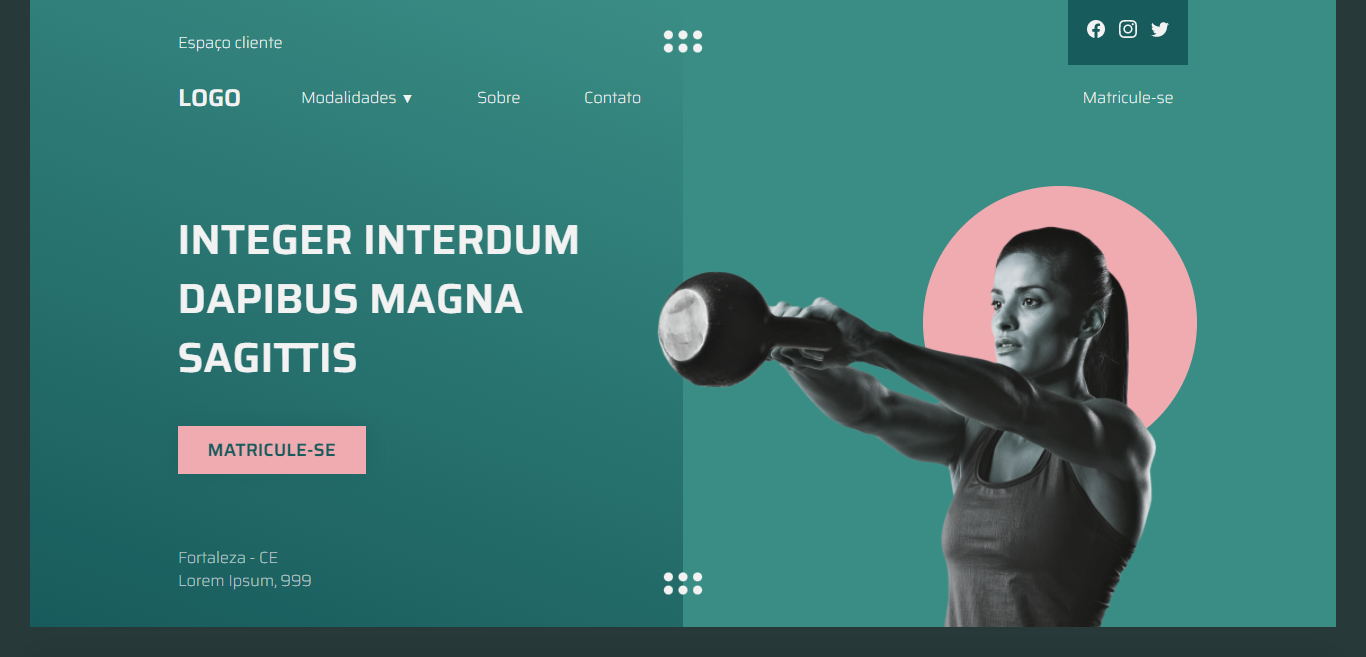 Espaço cliente
LOGO
Modalidades ▼
Sobre
Contato
Matricule-se
INTEGER INTERDUM
DAPIBUS MAGNA
SAGITTIS
MATRICULE-SE
Fortaleza - CE
Lorem Ipsum, 999